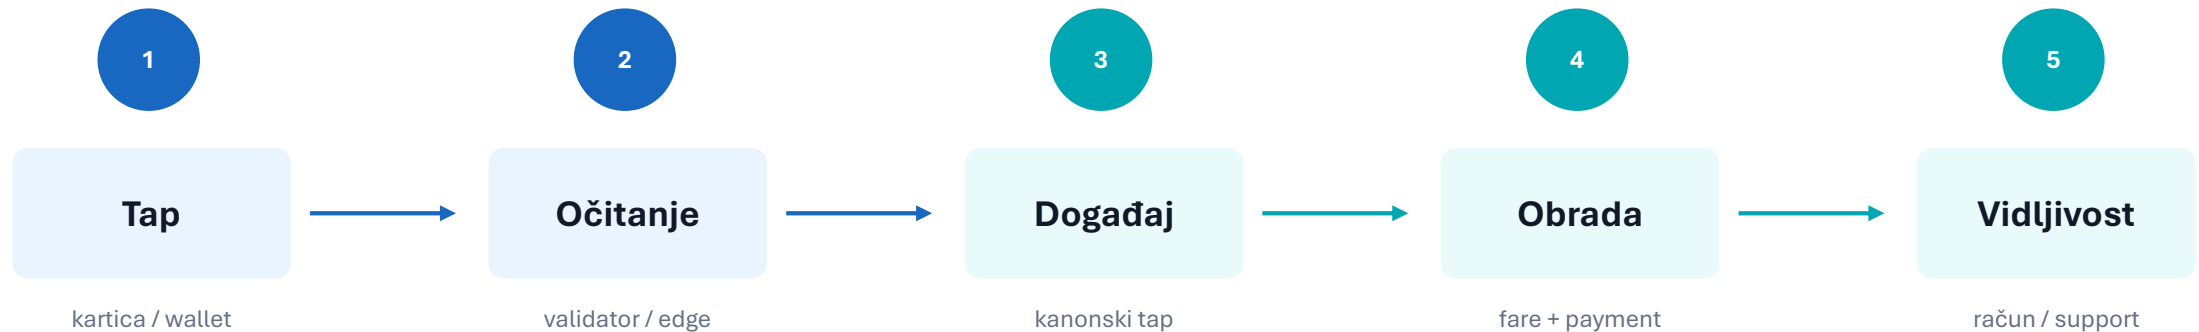 1
2
3
4
5
Tap
Očitanje
Događaj
Obrada
Vidljivost
kartica / wallet
validator / edge
kanonski tap
fare + payment
račun / support